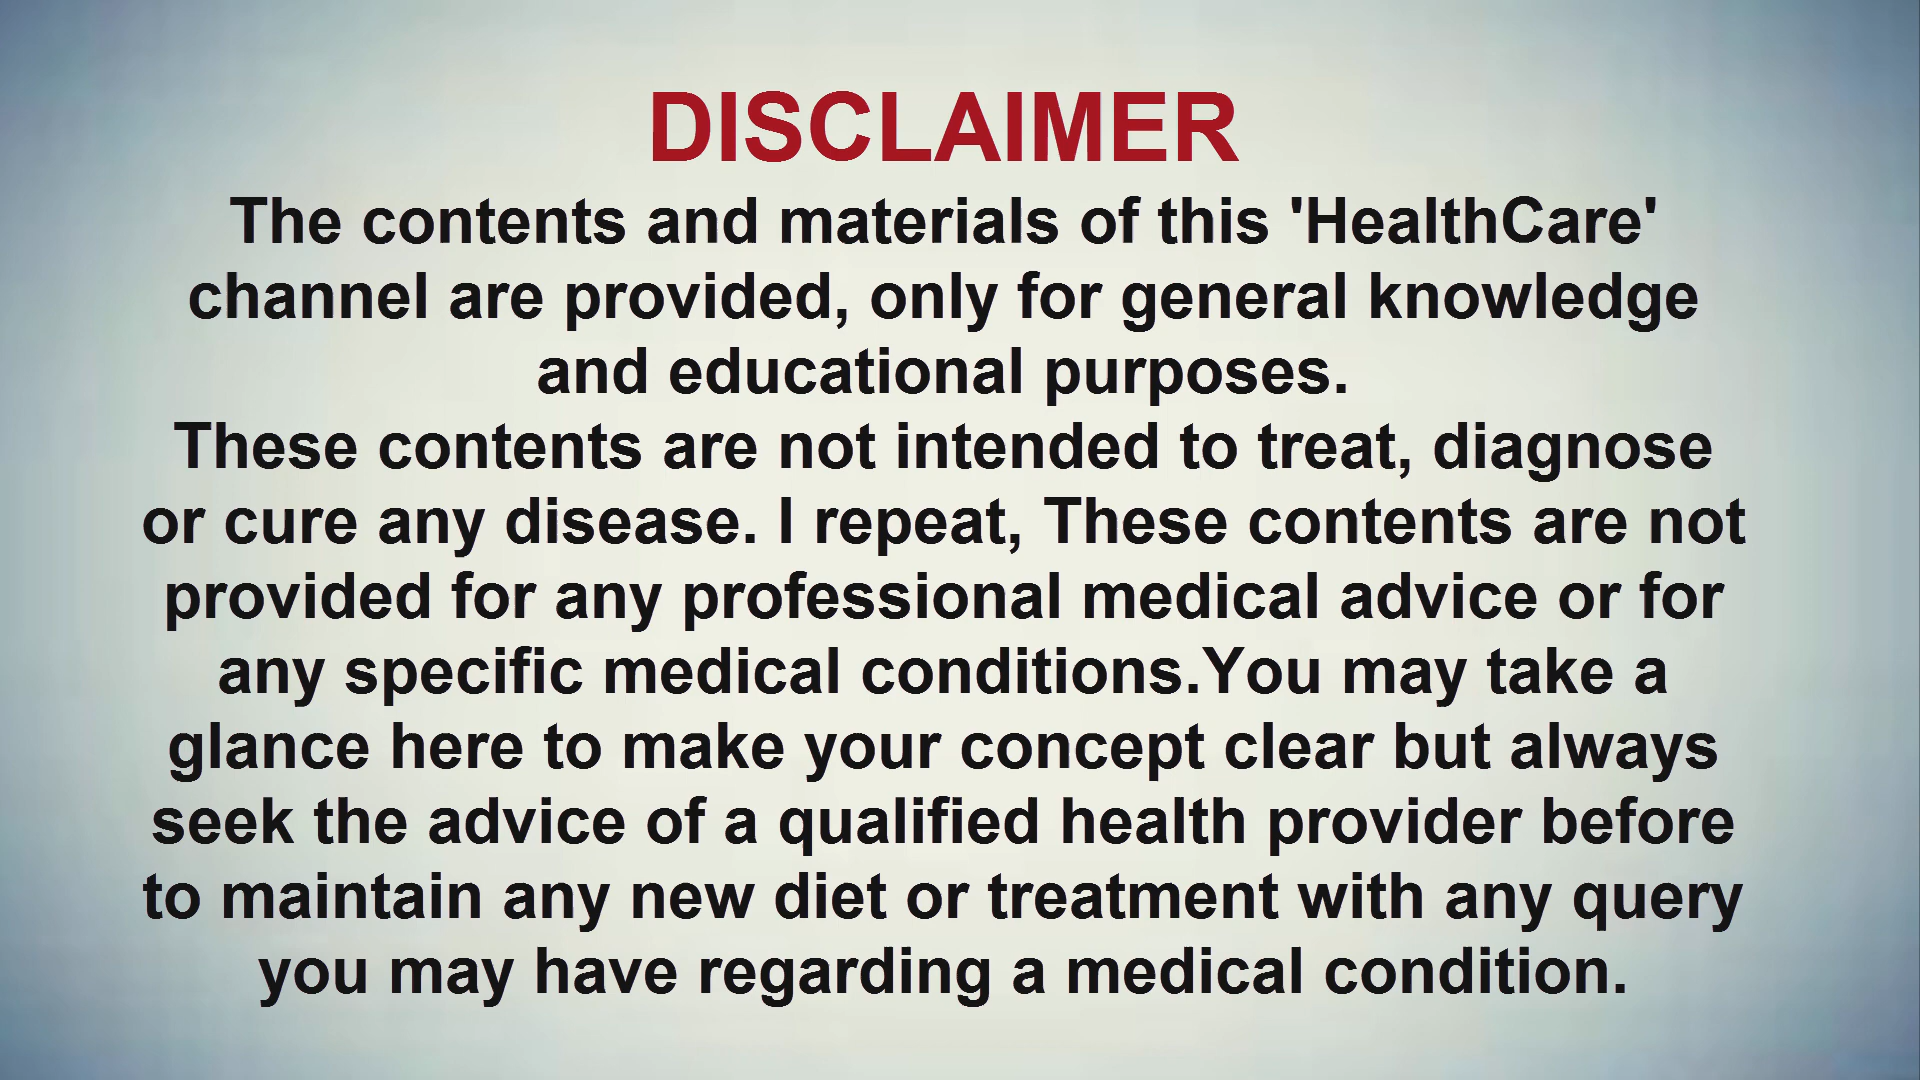 DISCLAIMER
The contents and materials of this 'HealthCare'
channel are provided, only for general knowledge
and educational purposes.
These contents are not intended to treat, diagnose
or cure any disease. I repeat, These contents are not
provided for any professional medical advice or for
any specific medical conditions.You may take a
glance here to make your concept clear but always
seek the advice of a qualified health provider before
to maintain any new diet or treatment with any query
you may have regarding a medical condition.